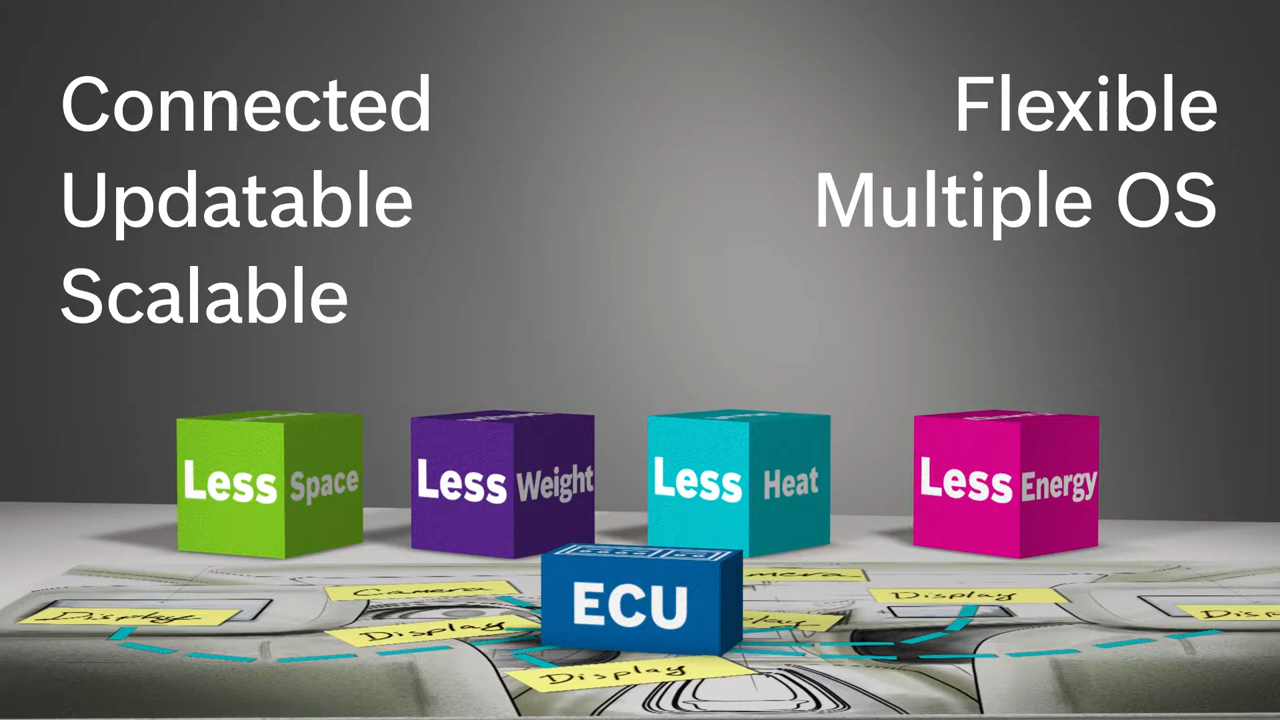 Connected
Updatable
Scalable
Flexible
Multiple OS
Less Space
Less Weight
Less Heat
Less Energy
ECU
Camera
Display
Display
Display
Display